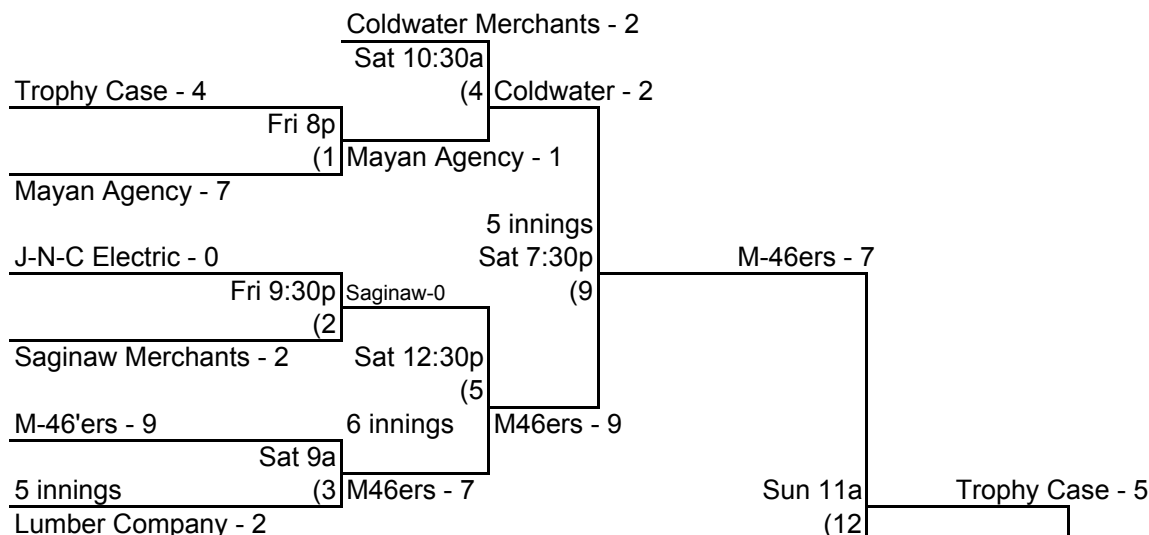 Coldwater Merchants - 2
Sat 10:30a
Trophy Case - 4
(4 Coldwater - 2
Fri 8p
(1 Mayan Agency - 1
Mayan Agency - 7
5 innings
J-N-C Electric - 0
Sat 7:30p
M-46ers - 7
Fri 9:30p Saginaw-0
(9
(2
Saginaw Merchants - 2
Sat 12:30p
(5
M-46'ers - 9
6 innings
M46ers - 9
Sat 9a
5 innings
(3 M46ers - 7
Sun 11a
Trophy Case - 5
Lumber Company - 2
(12